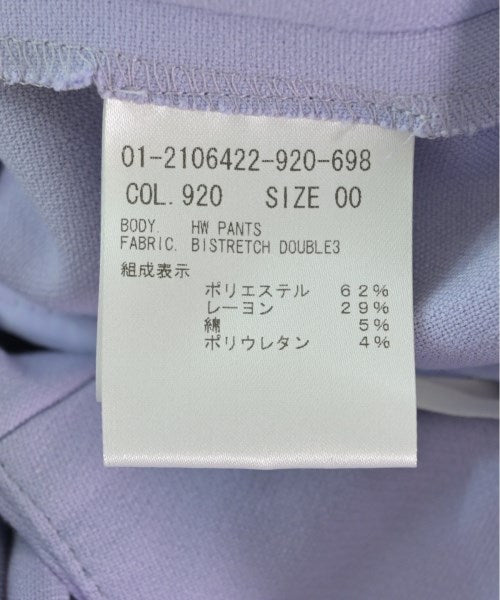 01-2106422-920-698
COL.920 SIZE 00
BODY. HW PANTS
FABRIC. BISTRETCH DOUBLE3
組成表示
ポリエステル 62%
レーヨン 29%
綿 5%
ポリウレタン 4%